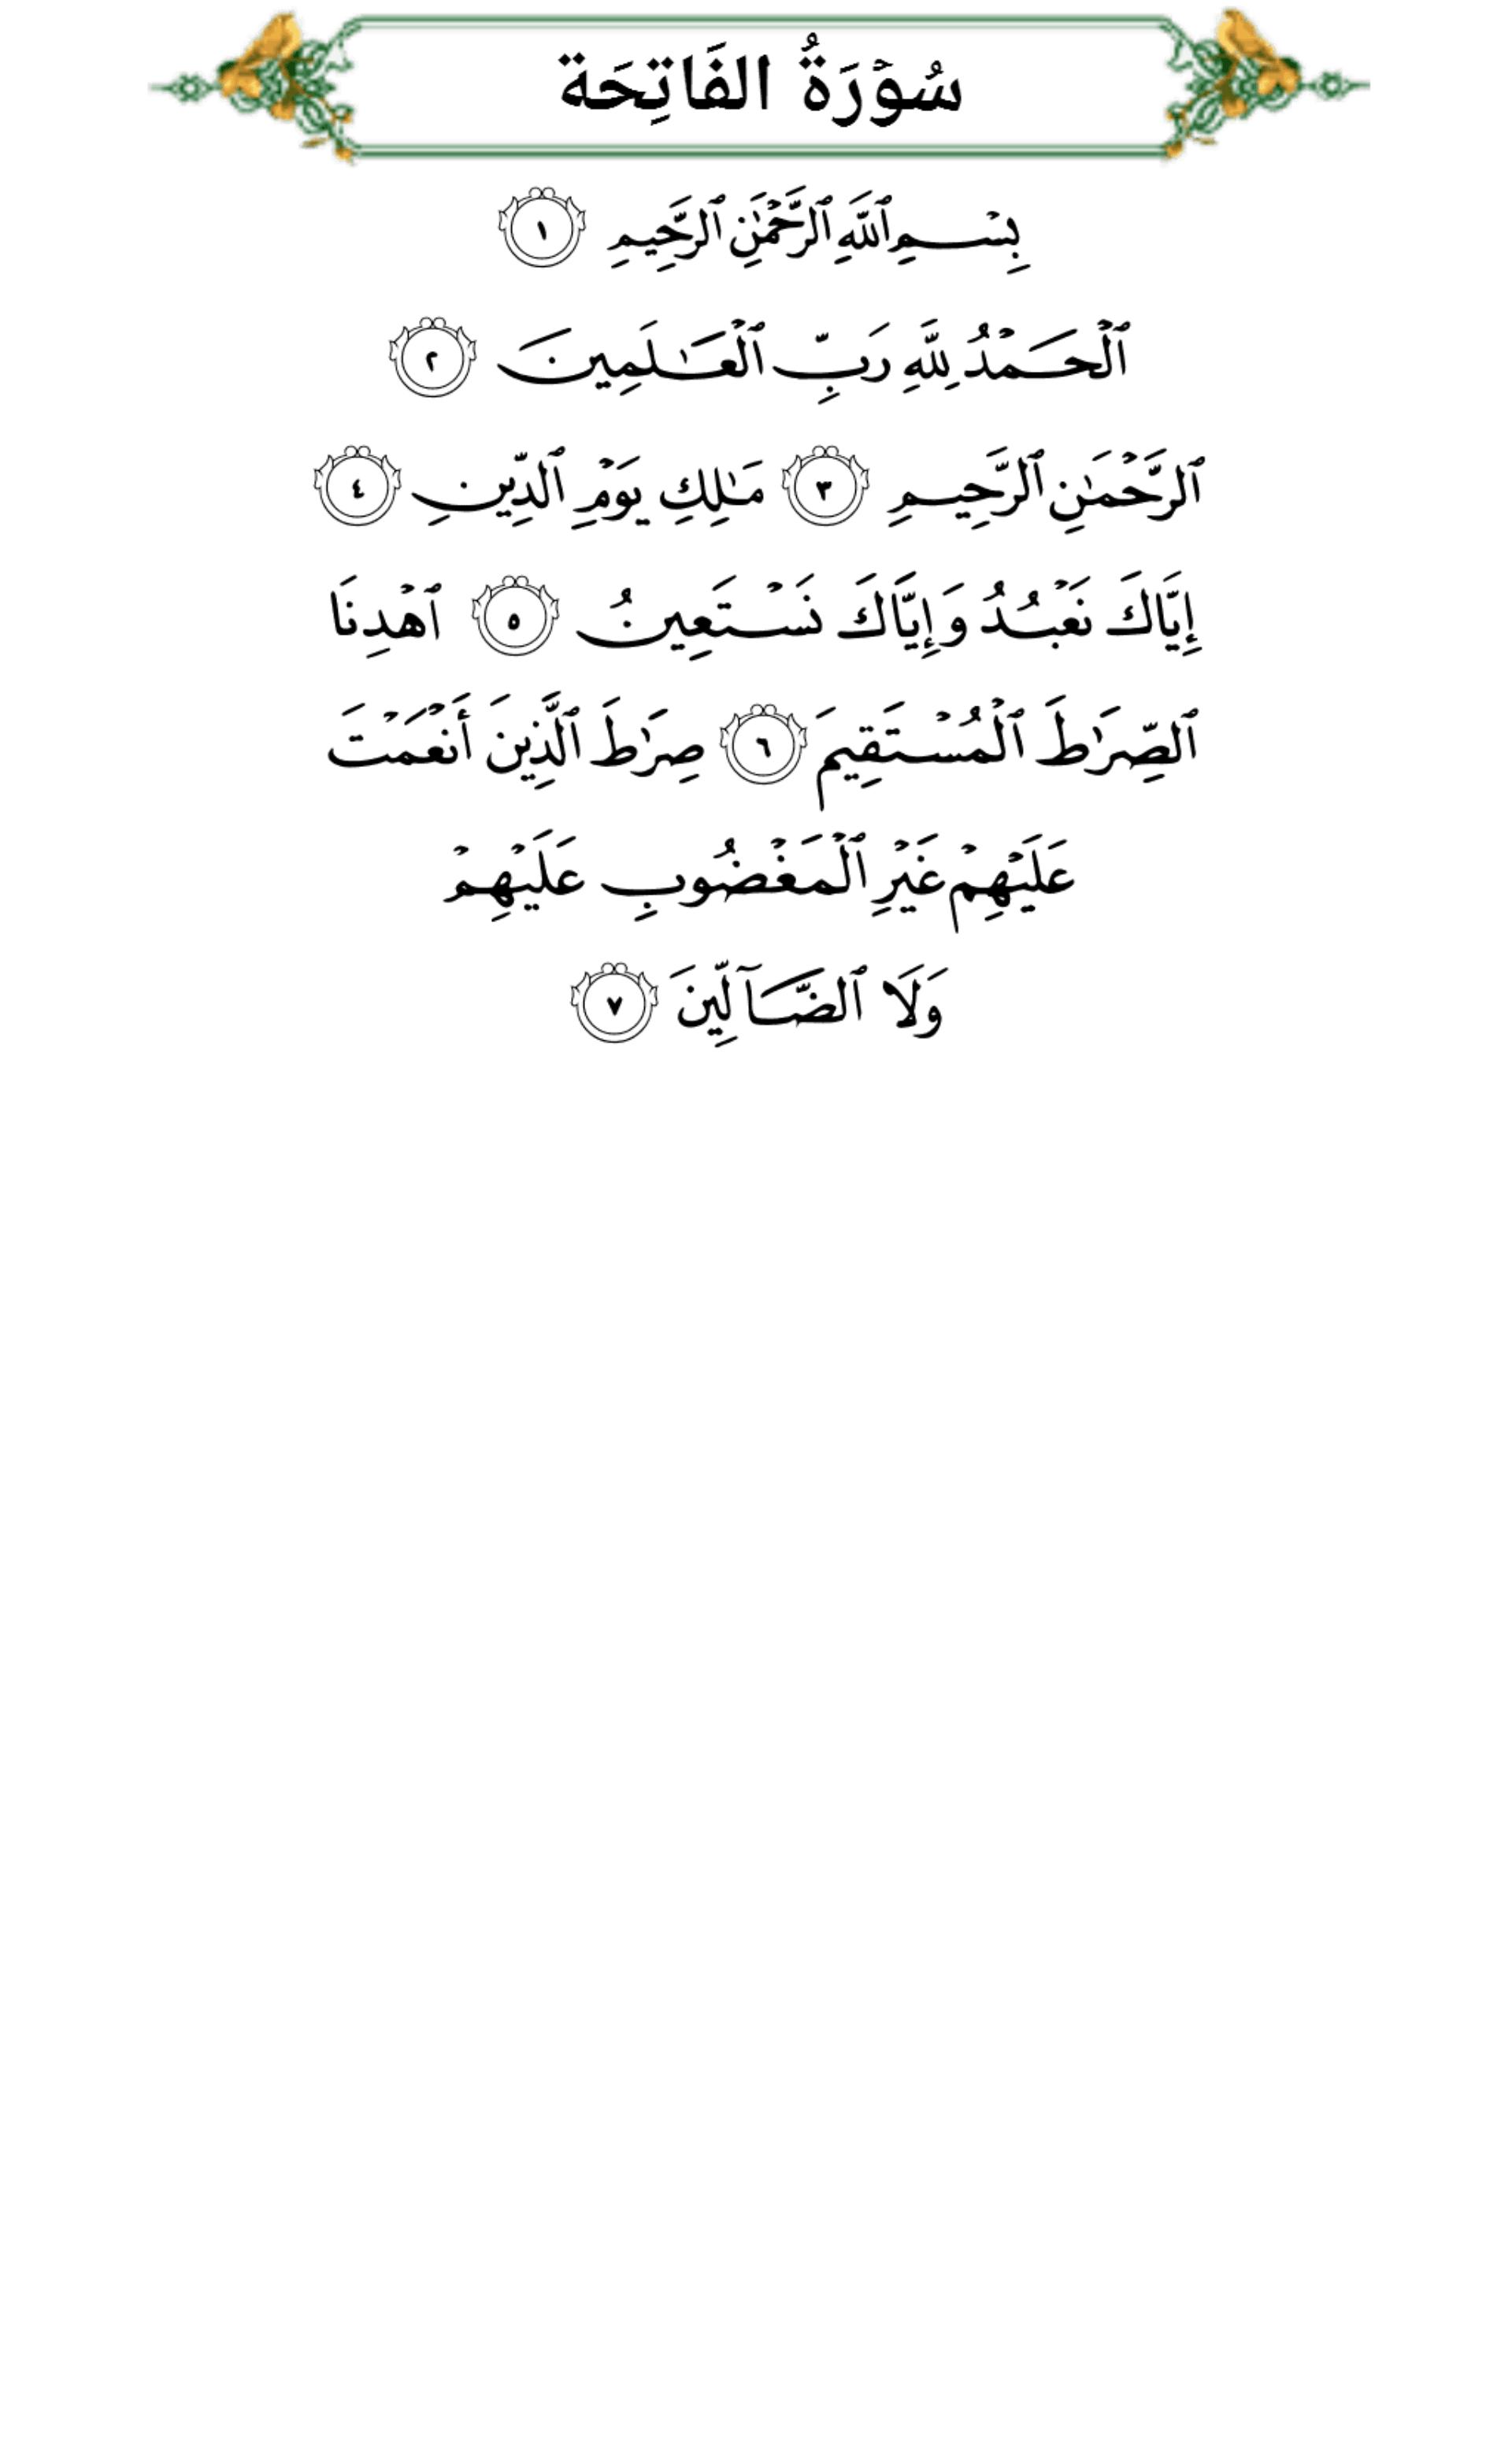 سُوْرَةُ الفَاتِحَة
بِسْمِ ٱللَّهِ ٱلرَّحْمَٰنِ ٱلرَّحِيمِ ١
ٱلْحَمْدُ لِلَّهِ رَبِّ ٱلْعَٰلَمِينَ ٢
ٱلرَّحْمَٰنِ ٱلرَّحِيمِ ٣ مَٰلِكِ يَوْمِ ٱلدِّينِ ٤
إِيَّاكَ نَعْبُدُ وَإِيَّاكَ نَسْتَعِينُ ٥ ٱهْدِنَا
ٱلصِّرَٰطَ ٱلْمُسْتَقِيمَ ٦ صِرَٰطَ ٱلَّذِينَ أَنْعَمْتَ
عَلَيْهِمْ غَيْرِ ٱلْمَغْضُوبِ عَلَيْهِمْ
وَلَا ٱلضَّآلِّينَ ٧